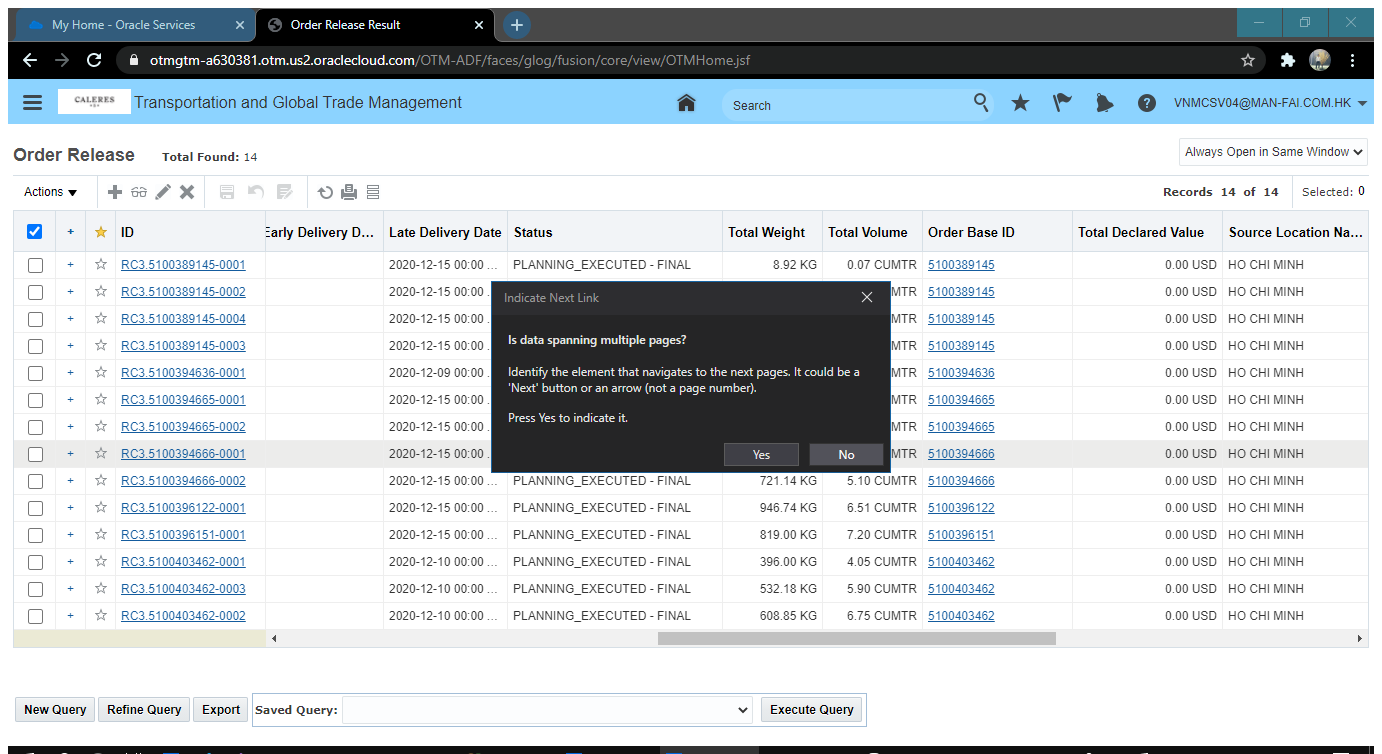 My Home - Oracle Services
Order Release Result
otmgtm-a630381.otm.us2.oraclecloud.com/OTM-ADF/faces/glog/fusion/core/view/OTMHome.jsf
CALERES Transportation and Global Trade Management Search ? VNMCSV04@MAN-FAI.COM.HK
Order Release Total Found: 14 Always Open in Same Window
Actions Records 14 of 14 Selected: 0
+ ID Early Delivery D... Late Delivery Date Status Total Weight Total Volume Order Base ID Total Declared Value Source Location Na...
+ RC3.5100389145-0001 2020-12-15 00:00 ... PLANNING_EXECUTED - FINAL 8.92 KG 0.07 CUMTR 5100389145 0.00 USD HO CHI MINH
+ RC3.5100389145-0002 2020-12-15 00:00 . MTR 5100389145 0.00 USD HO CHI MINH
+ RC3.5100389145-0004 2020-12-15 00:00 . MTR 5100389145 0.00 USD HO CHI MINH
+ RC3.5100389145-0003 2020-12-15 00:00 . MTR 5100389145 0.00 USD HO CHI MINH
+ RC3.5100394636-0001 2020-12-09 00:00 . MTR 5100394636 0.00 USD HO CHI MINH
+ RC3.5100394665-0001 2020-12-15 00:00 . MTR 5100394665 0.00 USD HO CHI MINH
+ RC3.5100394665-0002 2020-12-15 00:00 . MTR 5100394665 0.00 USD HO CHI MINH
+ RC3.5100394666-0001 2020-12-15 00:00 . MTR 5100394666 0.00 USD HO CHI MINH
+ RC3.5100394666-0002 2020-12-15 00:00 ... PLANNING_EXECUTED - FINAL 721.14 KG 5.10 CUMTR 5100394666 0.00 USD HO CHI MINH
+ RC3.5100396122-0001 2020-12-15 00:00 ... PLANNING_EXECUTED - FINAL 946.74 KG 6.51 CUMTR 5100396122 0.00 USD HO CHI MINH
+ RC3.5100396151-0001 2020-12-15 00:00 ... PLANNING_EXECUTED - FINAL 819.00 KG 7.20 CUMTR 5100396151 0.00 USD HO CHI MINH
+ RC3.5100403462-0001 2020-12-10 00:00 ... PLANNING_EXECUTED - FINAL 396.00 KG 4.05 CUMTR 5100403462 0.00 USD HO CHI MINH
+ RC3.5100403462-0003 2020-12-10 00:00 ... PLANNING_EXECUTED - FINAL 532.18 KG 5.90 CUMTR 5100403462 0.00 USD HO CHI MINH
+ RC3.5100403462-0002 2020-12-10 00:00 ... PLANNING_EXECUTED - FINAL 608.85 KG 6.75 CUMTR 5100403462 0.00 USD HO CHI MINH
Indicate Next Link
Is data spanning multiple pages?
Identify the element that navigates to the next pages. It could be a
'Next' button or an arrow (not a page number).
Press Yes to indicate it.
Yes No
New Query Refine Query Export Saved Query: Execute Query